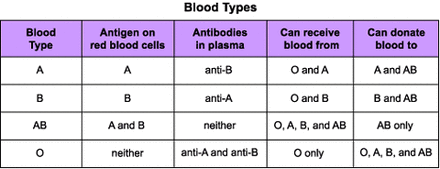 Blood Types
Blood Type
Antigen on red blood cells
Antibodies in plasma
Can receive blood from
Can donate blood to
A
A
anti-B
O and A
A and AB
B
B
anti-A
O and B
B and AB
AB
A and B
neither
O, A, B, and AB
AB only
O
neither
anti-A and anti-B
O only
O, A, B, and AB